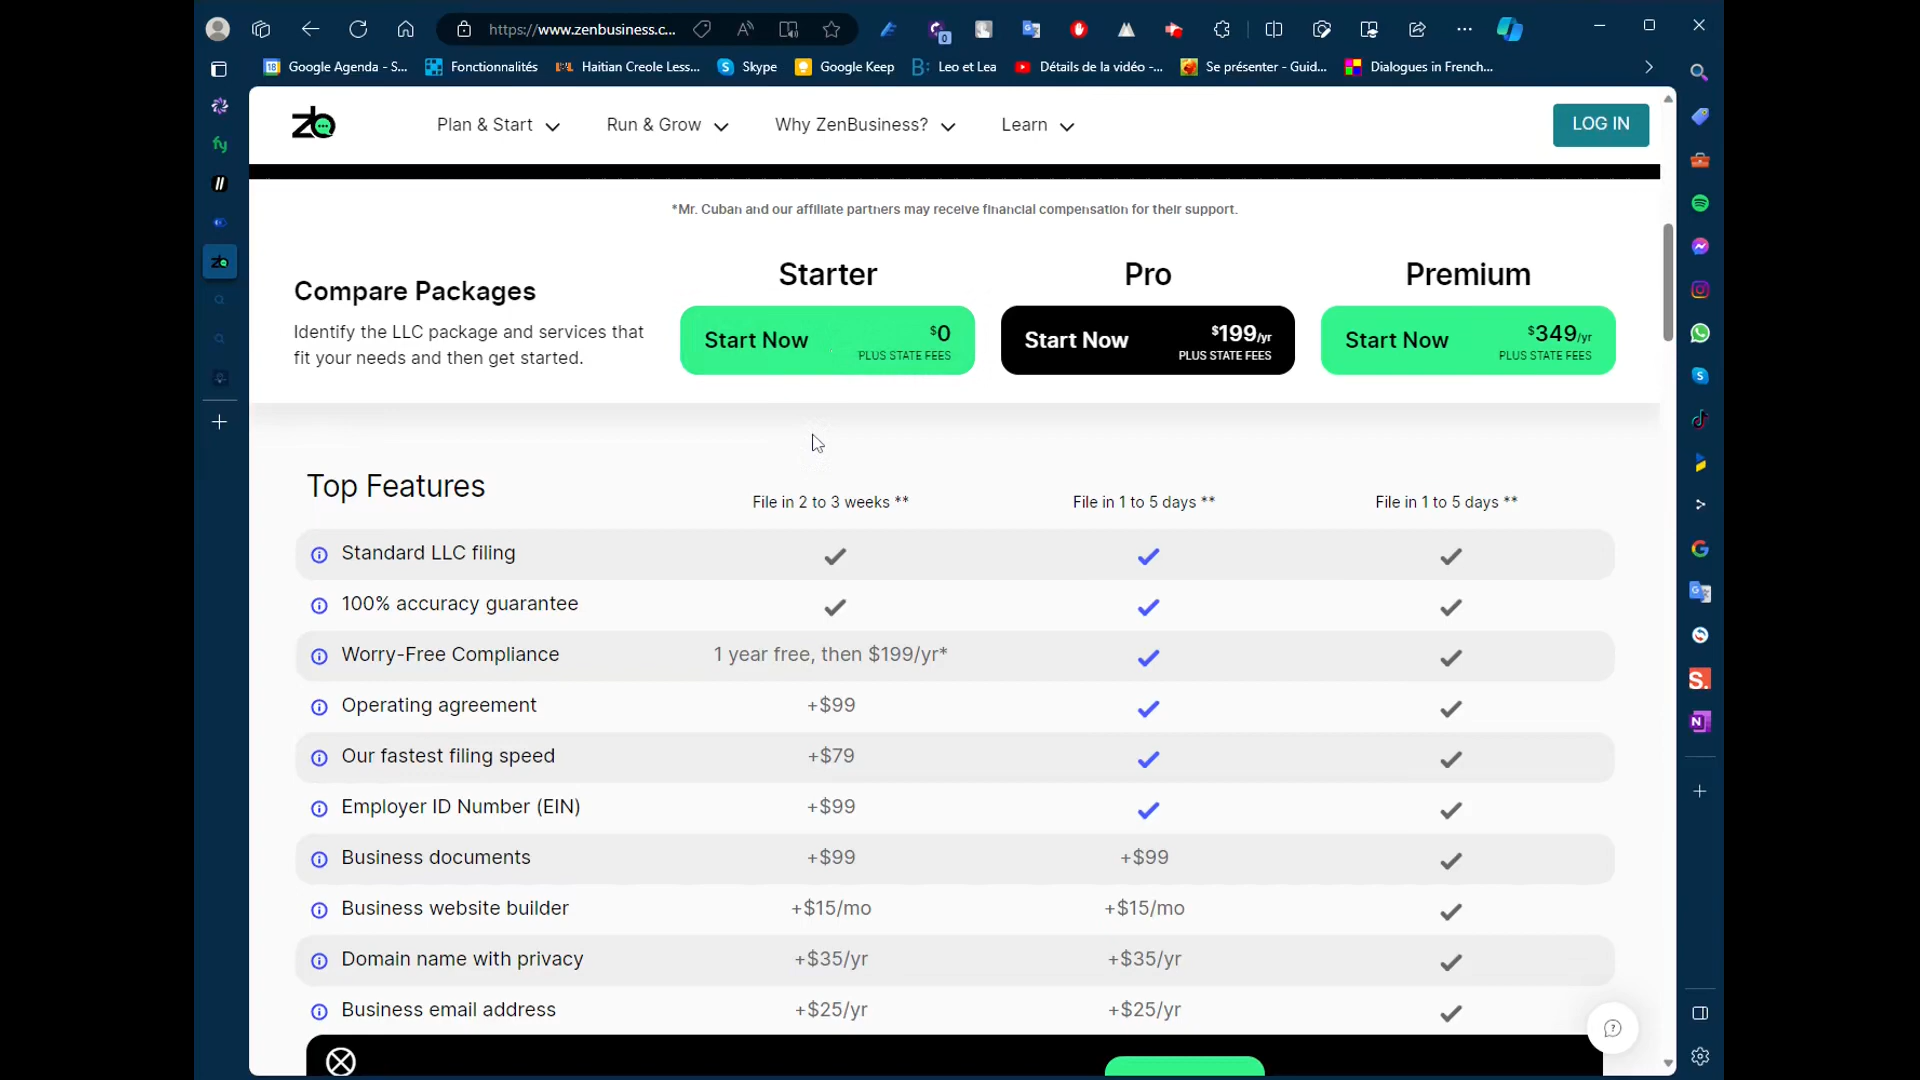 https://www.zenbusiness.c...
0
18 Google Agenda - S...
Fonctionnalités
Haitian Creole Less...
Skype
Google Keep
B: Leo et Lea
Détails de la vidéo -...
Se présenter - Guid...
Dialogues in French...
fy
zb
Plan & Start
Run & Grow
Why ZenBusiness?
Learn
LOG IN
*Mr. Cuban and our affiliate partners may receive financial compensation for their support.
Compare Packages
Identify the LLC package and services that
fit your needs and then get started.
Starter
Start Now $0
PLUS STATE FEES
Pro
Start Now $199/yr
PLUS STATE FEES
Premium
Start Now $349/yr
PLUS STATE FEES
Top Features
File in 2 to 3 weeks **
File in 1 to 5 days **
File in 1 to 5 days **
Standard LLC filing
100% accuracy guarantee
Worry-Free Compliance 1 year free, then $199/yr*
Operating agreement +$99
Our fastest filing speed +$79
Employer ID Number (EIN) +$99
Business documents +$99 +$99
Business website builder +$15/mo +$15/mo
Domain name with privacy +$35/yr +$35/yr
Business email address +$25/yr +$25/yr